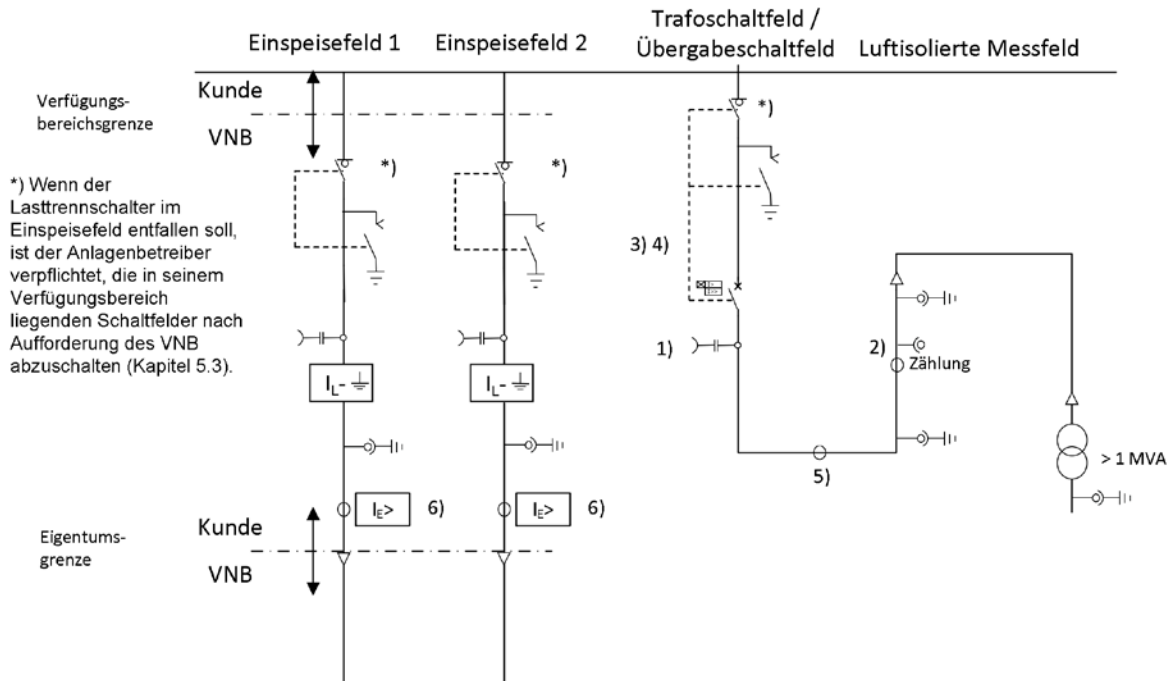 Einspeisefeld 1
Einspeisefeld 2
Trafoschaltfeld /
Übergabeschaltfeld
Luftisolierte Messfeld
Verfügungs-
bereichsgrenze
Kunde
VNB
*)
*)
*)
*) Wenn der
Lasttrennschalter im
Einspeisefeld entfallen soll,
ist der Anlagenbetreiber
verpflichtet, die in seinem
Verfügungsbereich
liegenden Schaltfelder nach
Aufforderung des VNB
abzuschalten (Kapitel 5.3).
3) 4)
1)
2)
Zählung
IL-
IL-
5)
> 1 MVA
IE>
6)
IE>
6)
Eigentums-
grenze
Kunde
VNB